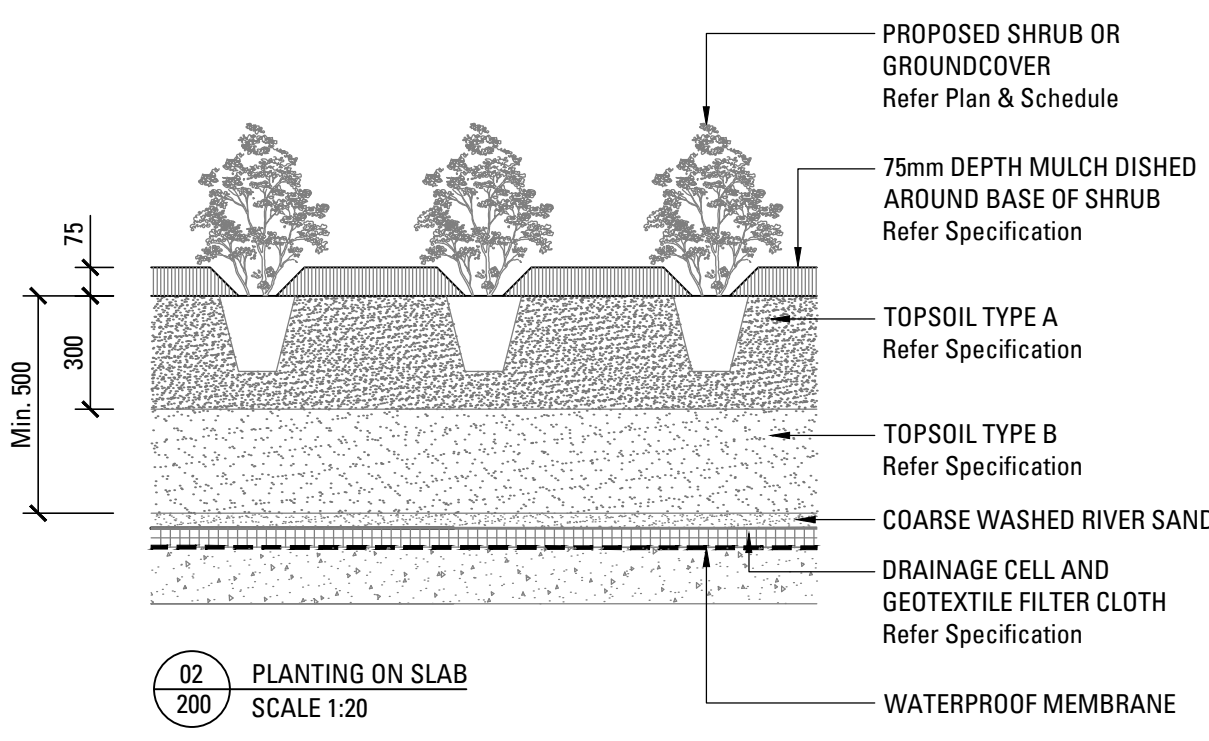 PROPOSED SHRUB OR
GROUNDCOVER
Refer Plan & Schedule
75mm DEPTH MULCH DISHED
AROUND BASE OF SHRUB
Refer Specification
75
300
Min. 500
TOPSOIL TYPE A
Refer Specification
TOPSOIL TYPE B
Refer Specification
COARSE WASHED RIVER SAND
DRAINAGE CELL AND
GEOTEXTILE FILTER CLOTH
Refer Specification
WATERPROOF MEMBRANE
02
200
PLANTING ON SLAB
SCALE 1:20